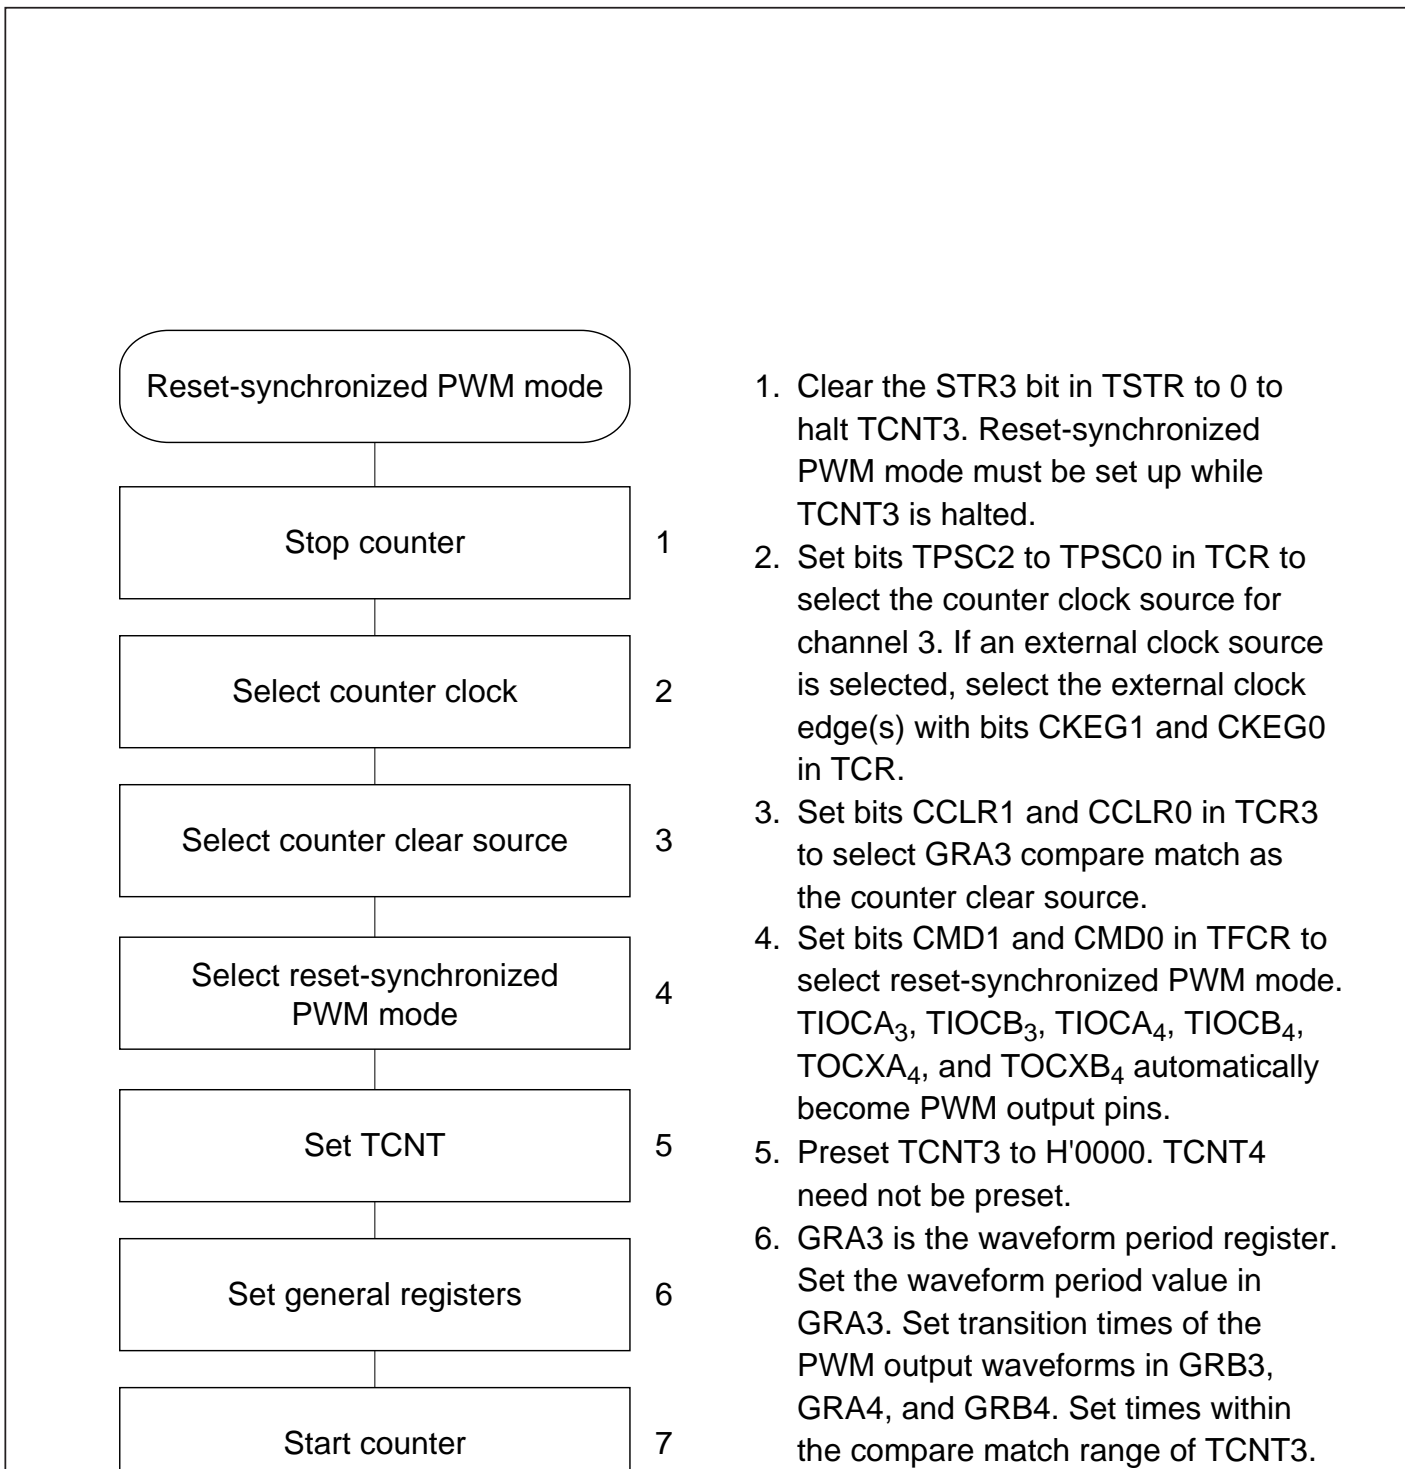 Reset-synchronized PWM mode
Stop counter 1
Select counter clock 2
Select counter clear source 3
Select reset-synchronized
PWM mode 4
Set TCNT 5
Set general registers 6
Start counter 7
1. Clear the STR3 bit in TSTR to 0 to
halt TCNT3. Reset-synchronized
PWM mode must be set up while
TCNT3 is halted.
2. Set bits TPSC2 to TPSC0 in TCR to
select the counter clock source for
channel 3. If an external clock source
is selected, select the external clock
edge(s) with bits CKEG1 and CKEG0
in TCR.
3. Set bits CCLR1 and CCLR0 in TCR3
to select GRA3 compare match as
the counter clear source.
4. Set bits CMD1 and CMD0 in TFCR to
select reset-synchronized PWM mode.
TIOCA₃, TIOCB₃, TIOCA₄, TIOCB₄,
TOCXA₄, and TOCXB₄ automatically
become PWM output pins.
5. Preset TCNT3 to H'0000. TCNT4
need not be preset.
6. GRA3 is the waveform period register.
Set the waveform period value in
GRA3. Set transition times of the
PWM output waveforms in GRB3,
GRA4, and GRB4. Set times within
the compare match range of TCNT3.